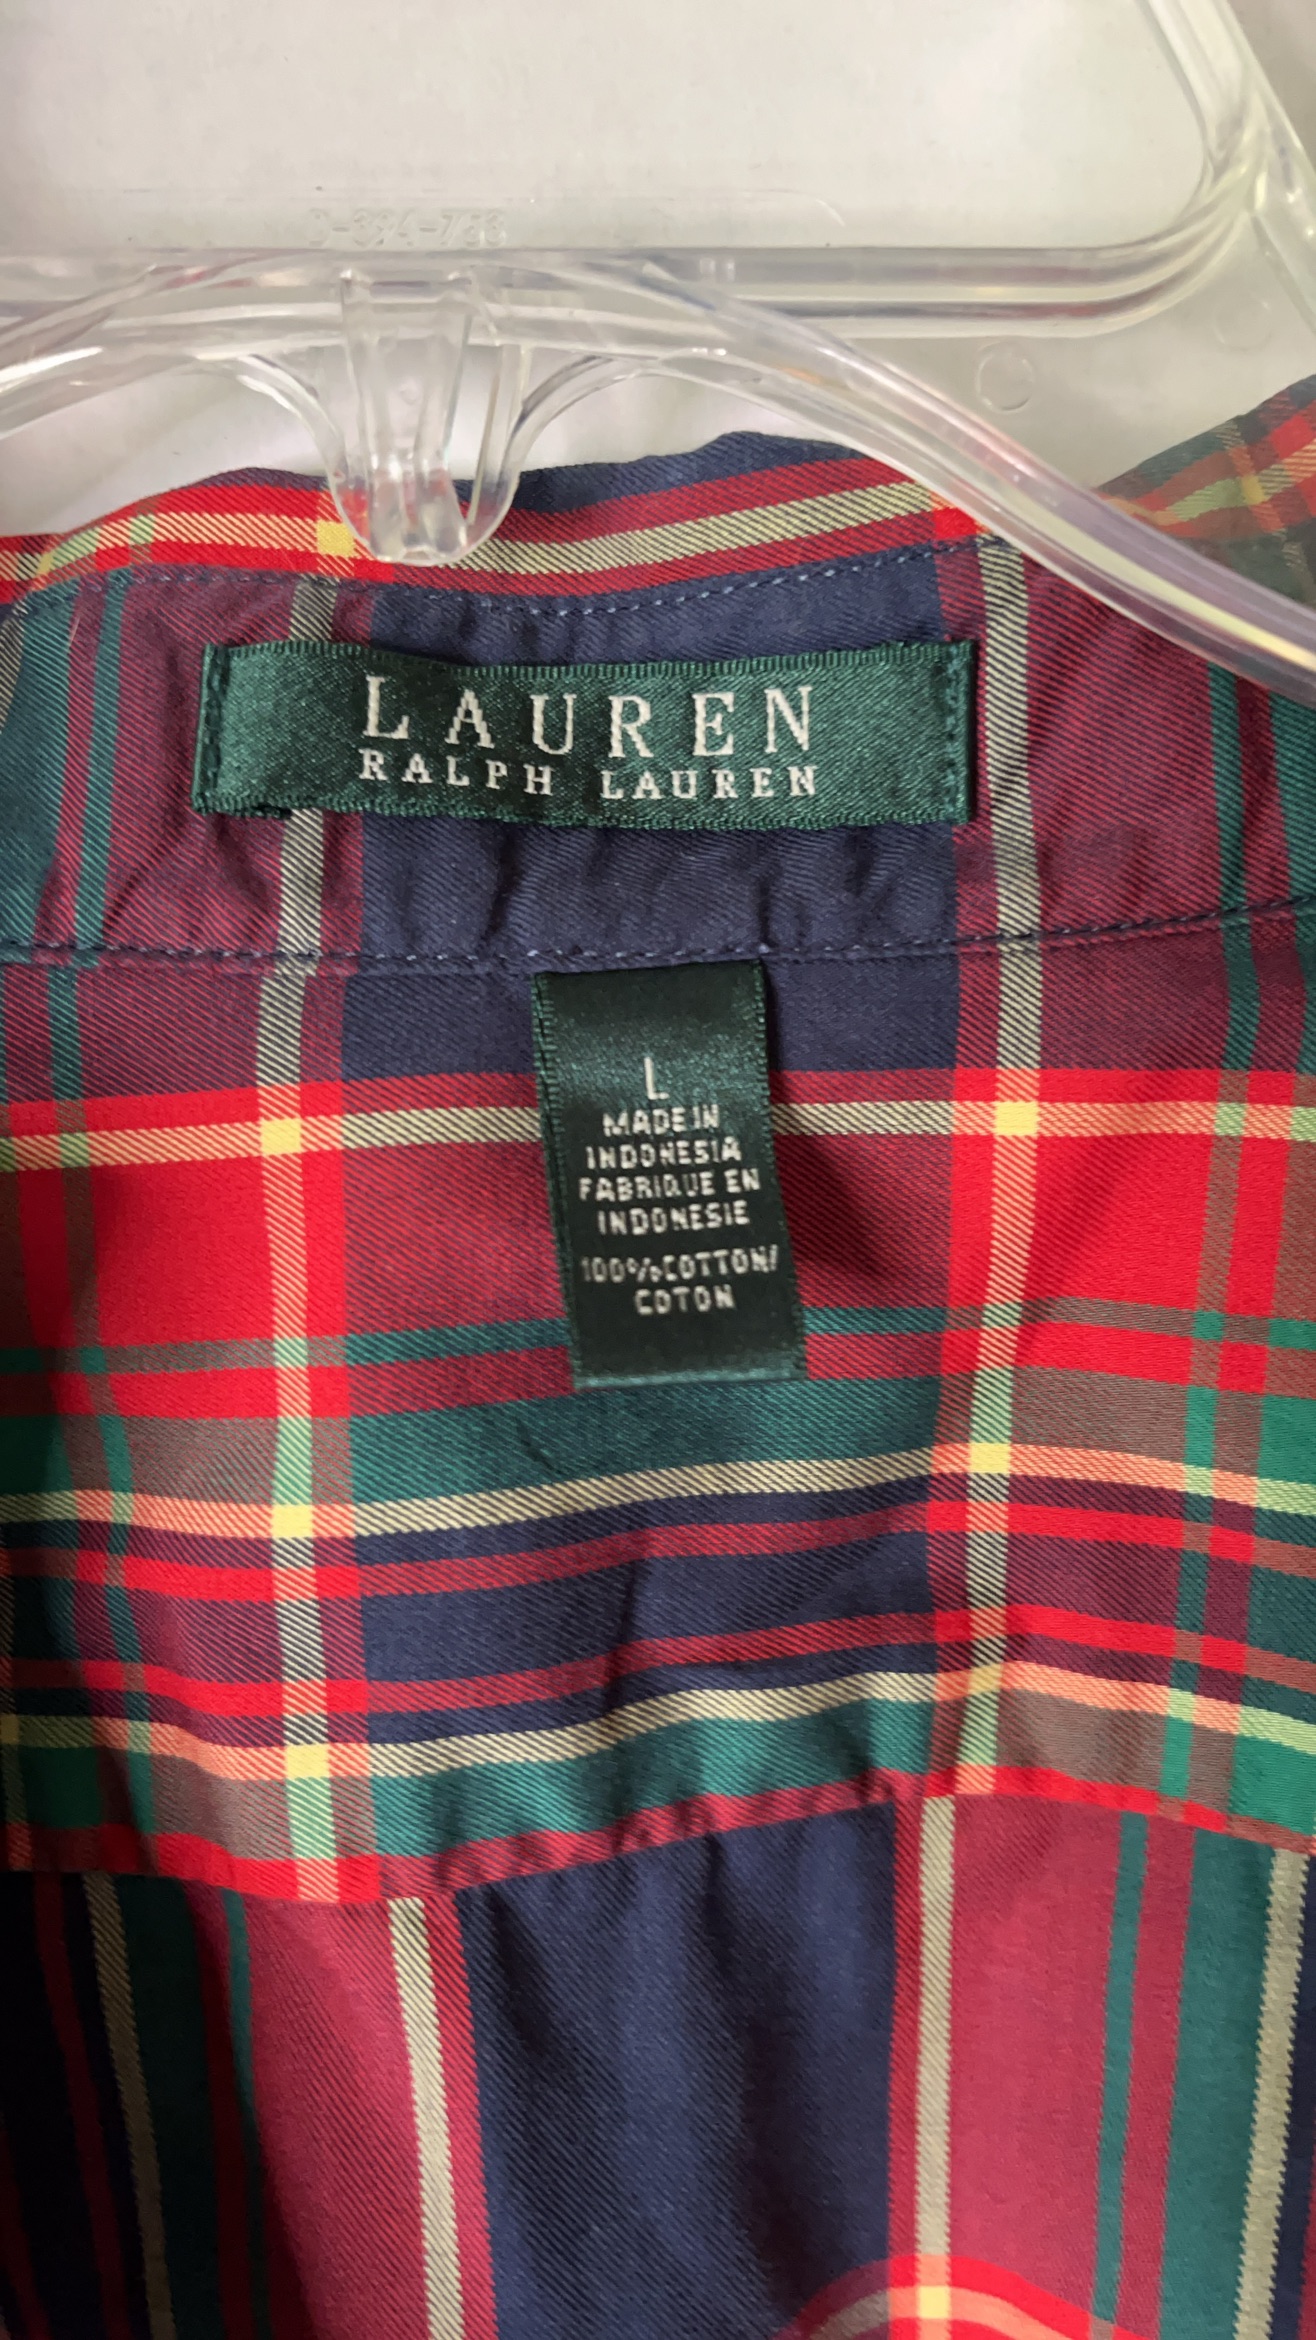 LAUREN
RALPH LAUREN
L
MADE IN
INDONESIA
FABRIQUE EN
INDONESIE
100%COTTON/
COTON